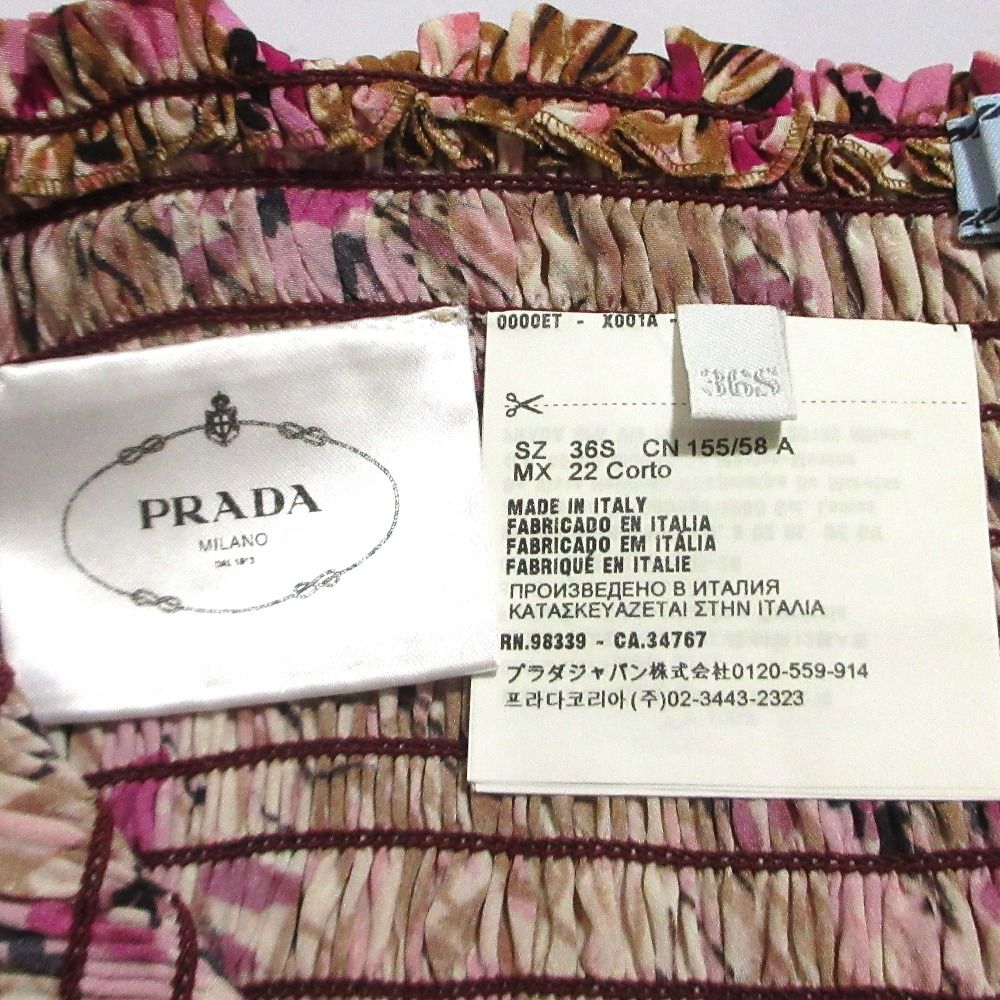 PRADA
MILANO
DAL 1913
0000ET - X001A -
36S
SZ 36S CN 155/58 A
MX 22 Corto
MADE IN ITALY
FABRICADO EN ITALIA
FABRICADO EM ITÁLIA
FABRIQUÉ EN ITALIE
ПРОИЗВЕДЕНО В ИТАЛИЯ
ΚΑΤΑΣΚΕΥΑΖΕΤΑΙ ΣΤΗΝ ΙΤΑΛΙΑ
RN.98339 - CA.34767
プラダジャパン株式会社0120-559-914
프라다코리아(주)02-3443-2323